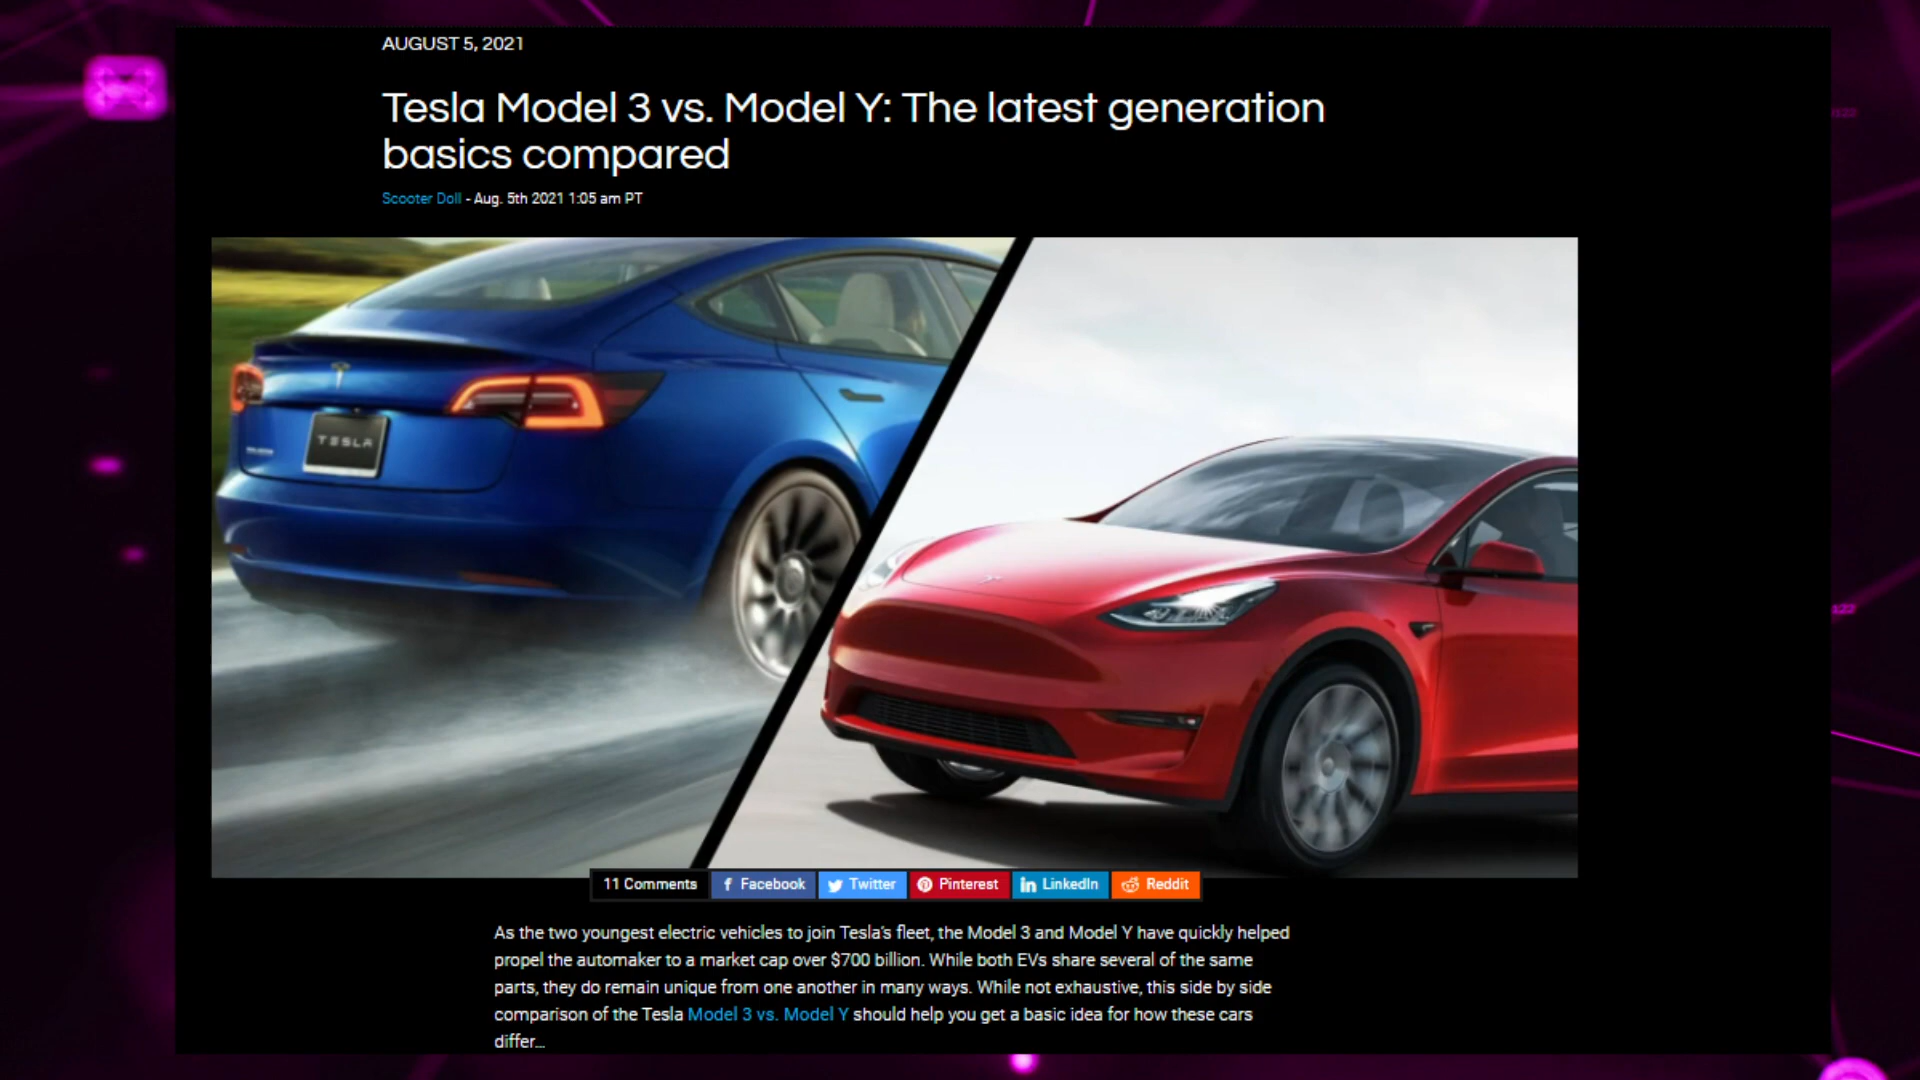 AUGUST 5, 2021
Tesla Model 3 vs. Model Y: The latest generation
basics compared
Scooter Doll - Aug. 5th 2021 1:05 am PT
TESLA
11 Comments Facebook Twitter Pinterest LinkedIn Reddit
As the two youngest electric vehicles to join Tesla's fleet, the Model 3 and Model Y have quickly helped
propel the automaker to a market cap over $700 billion. While both EVs share several of the same
parts, they do remain unique from one another in many ways. While not exhaustive, this side by side
comparison of the Tesla Model 3 vs. Model Y should help you get a basic idea for how these cars
differ...